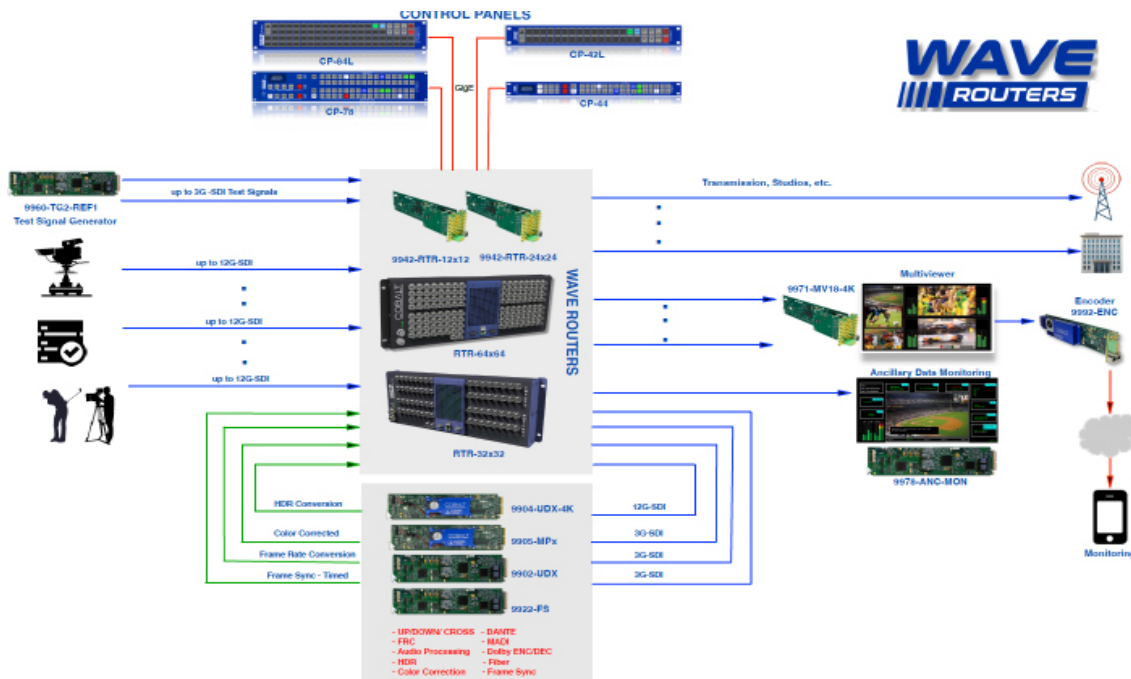 CONTROL PANELS
CP-64L
CP-42L
GigE
CP-78
CP-44
WAVE
ROUTERS
up to 3G -SDI Test Signals
9960-TG2-REF1
Test Signal Generator
Transmission, Studios, etc.
9942-RTR-12x12
9942-RTR-24x24
up to 12G-SDI
WAVE ROUTERS
COBALT
Multiviewer
9971-MV18-4K
Encoder
9992-ENC
up to 12G-SDI
RTR-64x64
Ancillary Data Monitoring
up to 12G-SDI
RTR-32x32
9978-ANC-MON
HDR Conversion
9904-UDX-4K
12G-SDI
Color Corrected
9905-MPx
3G-SDI
Monitoring
Frame Rate Conversion
9902-UDX
3G-SDI
Frame Sync - Timed
3G-SDI
9922-FS
- UP/DOWN/ CROSS
- DANTE
- FRC
- MADI
- Audio Processing
- Dolby ENC/DEC
- HDR
- Fiber
- Color Correction
- Frame Sync